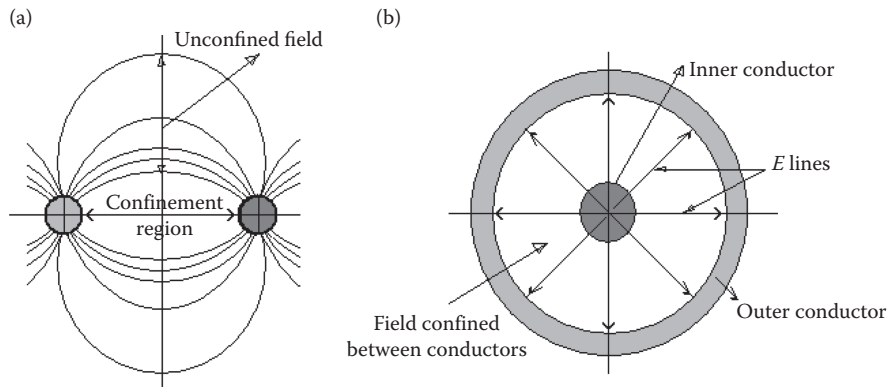 (a)
Unconfined field
Confinement
region
(b)
Inner conductor
E lines
Outer conductor
Field confined
between conductors